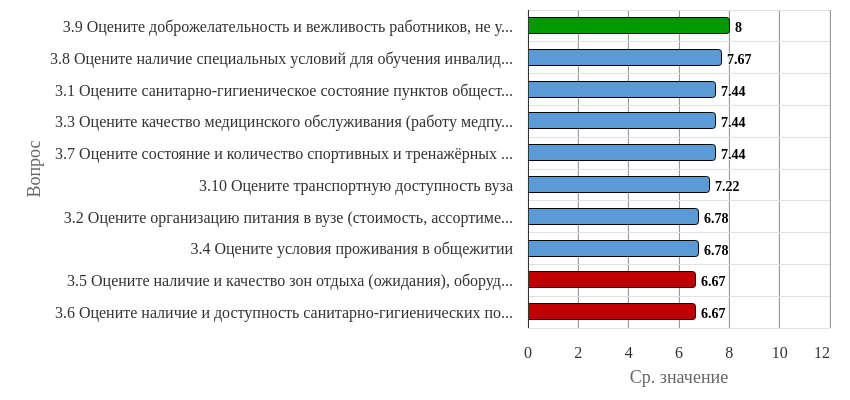 3.9 Оцените доброжелательность и вежливость работников, не у... 8
3.8 Оцените наличие специальных условий для обучения инвалид... 7.67
3.1 Оцените санитарно-гигиеническое состояние пунктов общест... 7.44
3.3 Оцените качество медицинского обслуживания (работу медпу... 7.44
3.7 Оцените состояние и количество спортивных и тренажёрных ... 7.44
3.10 Оцените транспортную доступность вуза 7.22
3.2 Оцените организацию питания в вузе (стоимость, ассортиме... 6.78
3.4 Оцените условия проживания в общежитии 6.78
3.5 Оцените наличие и качество зон отдыха (ожидания), оборуд... 6.67
3.6 Оцените наличие и доступность санитарно-гигиенических по... 6.67
Вопрос
0 2 4 6 8 10 12
Ср. значение